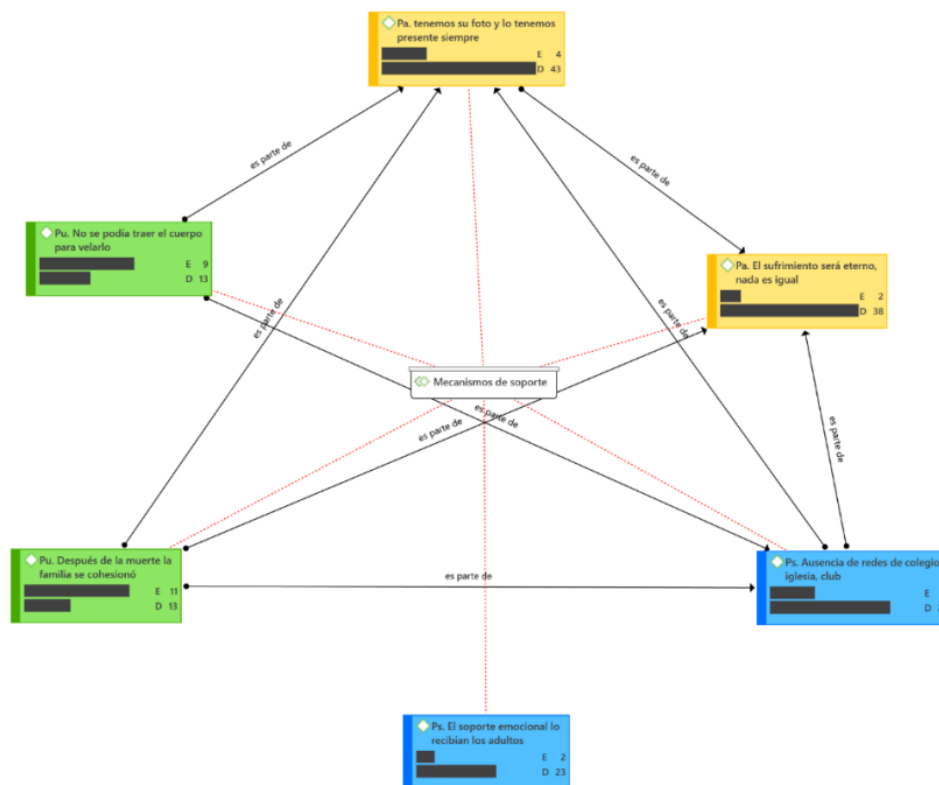 Pa. tenemos su foto y lo tenemos
presente siempre
E 4
D 43
es parte de
es parte de
Pu. No se podía traer el cuerpo
para velarlo
E 9
D 13
Pa. El sufrimiento será eterno,
nada es igual
E 2
D 38
es parte de
es parte de
Mecanismos de soporte
es parte de
es parte de
es parte de
Pu. Después de la muerte la
familia se cohesionó
E 11
D 13
es parte de
Ps. Ausencia de redes de colegio
iglesia, club
E
D
Ps. El soporte emocional lo
recibían los adultos
E 2
D 23